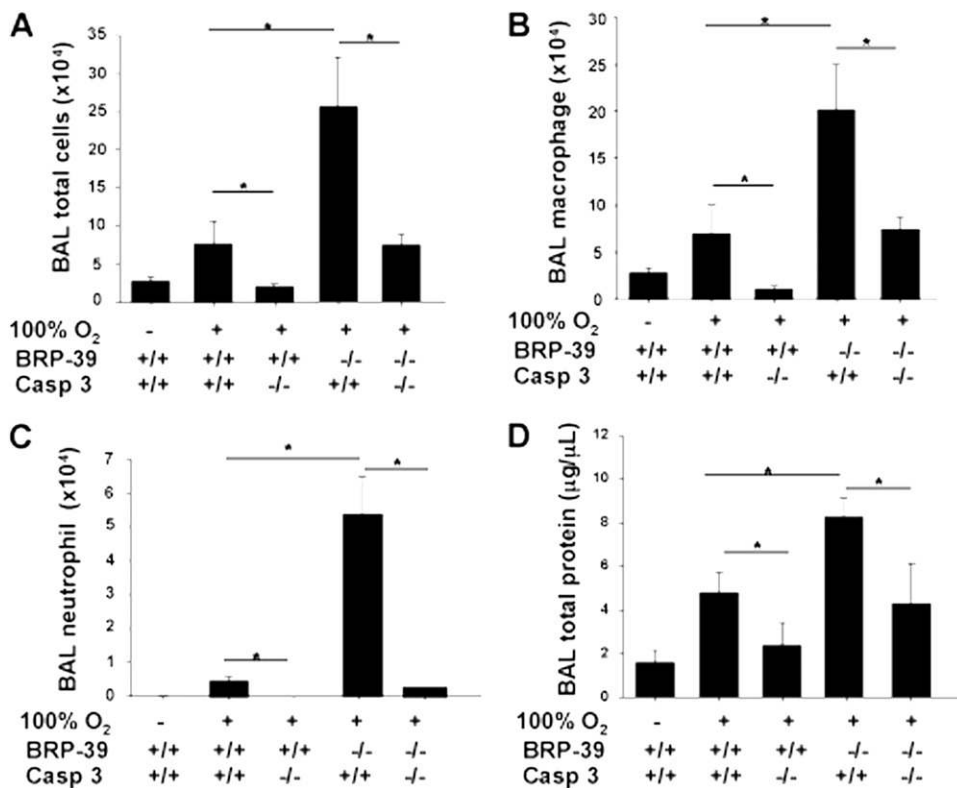 A
BAL total cells (x10⁴)
35
30
25
20
15
10
5
0
* * *
100% O₂ - + + + +
BRP-39 +/+ +/+ +/+ -/- -/-
Casp 3 +/+ +/+ -/- +/+ -/-
B
BAL macrophage (x10⁴)
30
25
20
15
10
5
0
* * *
100% O₂ - + + + +
BRP-39 +/+ +/+ +/+ -/- -/-
Casp 3 +/+ +/+ -/- +/+ -/-
C
BAL neutrophil (x10⁴)
7
6
5
4
3
2
1
0
* * *
100% O₂ - + + + +
BRP-39 +/+ +/+ +/+ -/- -/-
Casp 3 +/+ +/+ -/- +/+ -/-
D
BAL total protein (µg/µL)
12
10
8
6
4
2
0
* * *
100% O₂ - + + + +
BRP-39 +/+ +/+ +/+ -/- -/-
Casp 3 +/+ +/+ -/- +/+ -/-